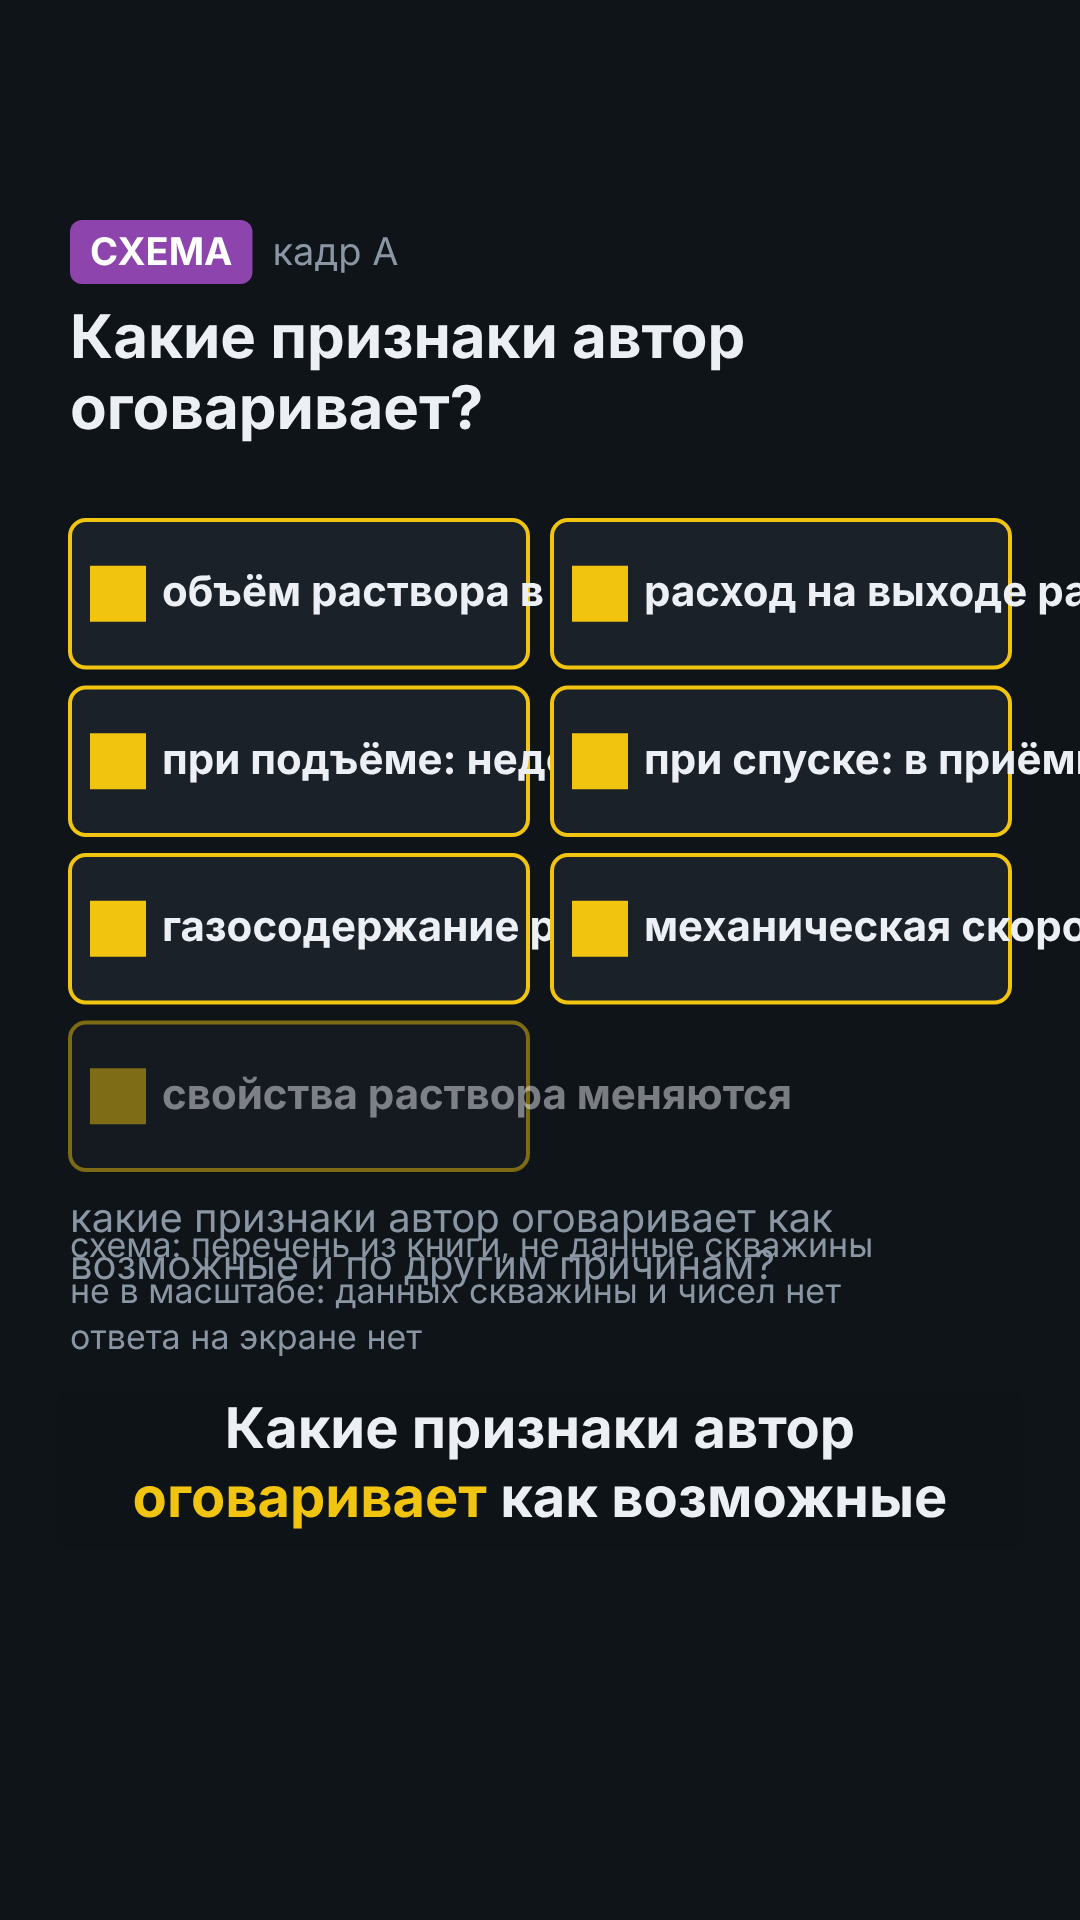 СХЕМА кадр А
Какие признаки автор
оговаривает?
объём раствора в
расход на выходе ра
при подъёме: нед
при спуске: в приём
газосодержание р
механическая скоро
свойства раствора меняются
какие признаки автор оговаривает как
схема: перечень из книги, не данные скважины
возможные и по другим причинам?
не в масштабе: данных скважины и чисел нет
ответа на экране нет
Какие признаки автор
оговаривает как возможные